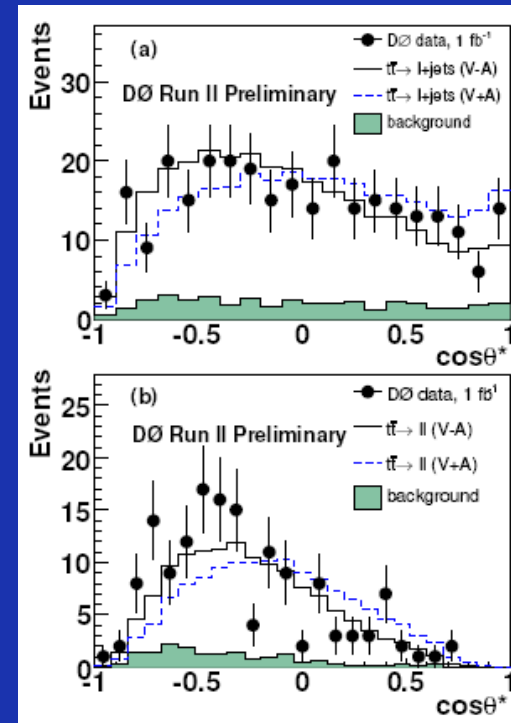 (a)
DØ data, 1 fb⁻¹
tt̄→ l+jets (V-A)
DØ Run II Preliminary
tt̄→ l+jets (V+A)
background
Events
30
20
10
0
-1 -0.5 0 0.5 1
cosθ*
(b)
DØ data, 1 fb⁻¹
DØ Run II Preliminary
tt̄→ ll (V-A)
tt̄→ ll (V+A)
background
Events
25
20
15
10
5
0
-1 -0.5 0 0.5 1
cosθ*